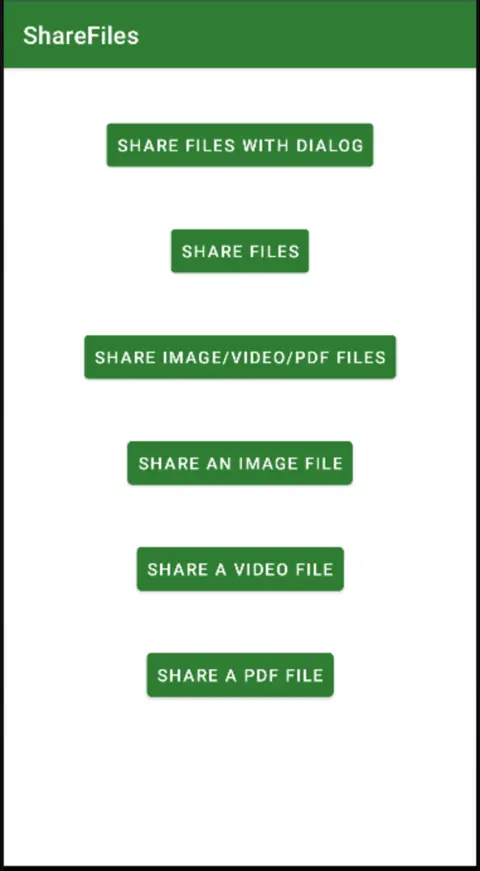 ShareFiles
SHARE FILES WITH DIALOG
SHARE FILES
SHARE IMAGE/VIDEO/PDF FILES
SHARE AN IMAGE FILE
SHARE A VIDEO FILE
SHARE A PDF FILE